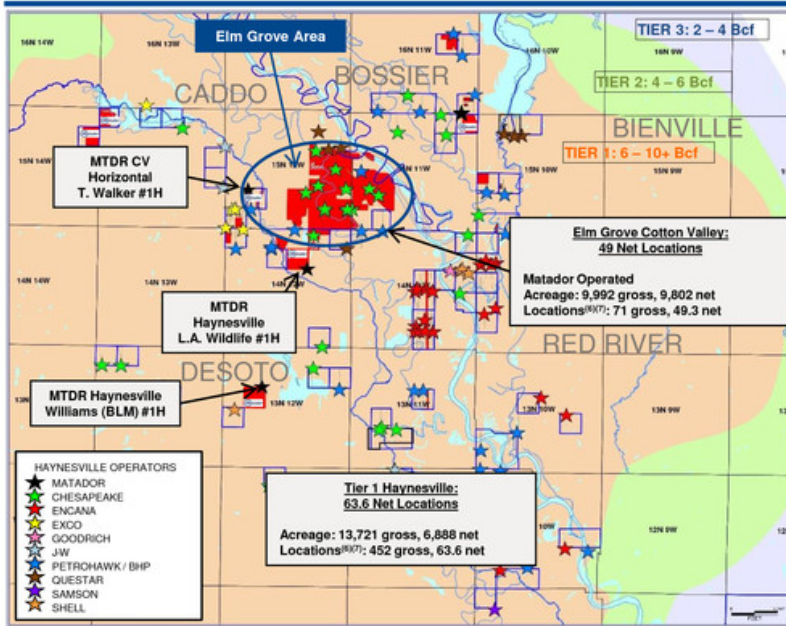 TIER 3: 2 – 4 Bcf
16N 14W
16N 13W
16N 11W
16N 10W
16N 9W
Elm Grove Area
BOSSIER
CADDO
TIER 2: 4 – 6 Bcf
BIENVILLE
TIER 1: 6 – 10+ Bcf
15N 14W
15N 11W
15N 10W
MTDR CV
Horizontal
T. Walker #1H
Elm Grove Cotton Valley:
49 Net Locations
Matador Operated
Acreage: 9,992 gross, 9,802 net
Locations(6)(7): 71 gross, 49.3 net
14N 14W
14N 13W
MTDR
Haynesville
L.A. Wildlife #1H
RED RIVER
DESOTO
MTDR Haynesville
Williams (BLM) #1H
13N 12W
13N 11W
13N 10W
13N 9W
HAYNESVILLE OPERATORS
MATADOR
CHESAPEAKE
ENCANA
EXCO
GOODRICH
J-W
PETROHAWK / BHP
QUESTAR
SAMSON
SHELL
Tier 1 Haynesville:
63.6 Net Locations
Acreage: 13,721 gross, 6,888 net
Locations(6)(7): 452 gross, 63.6 net
12N 9W
FEET